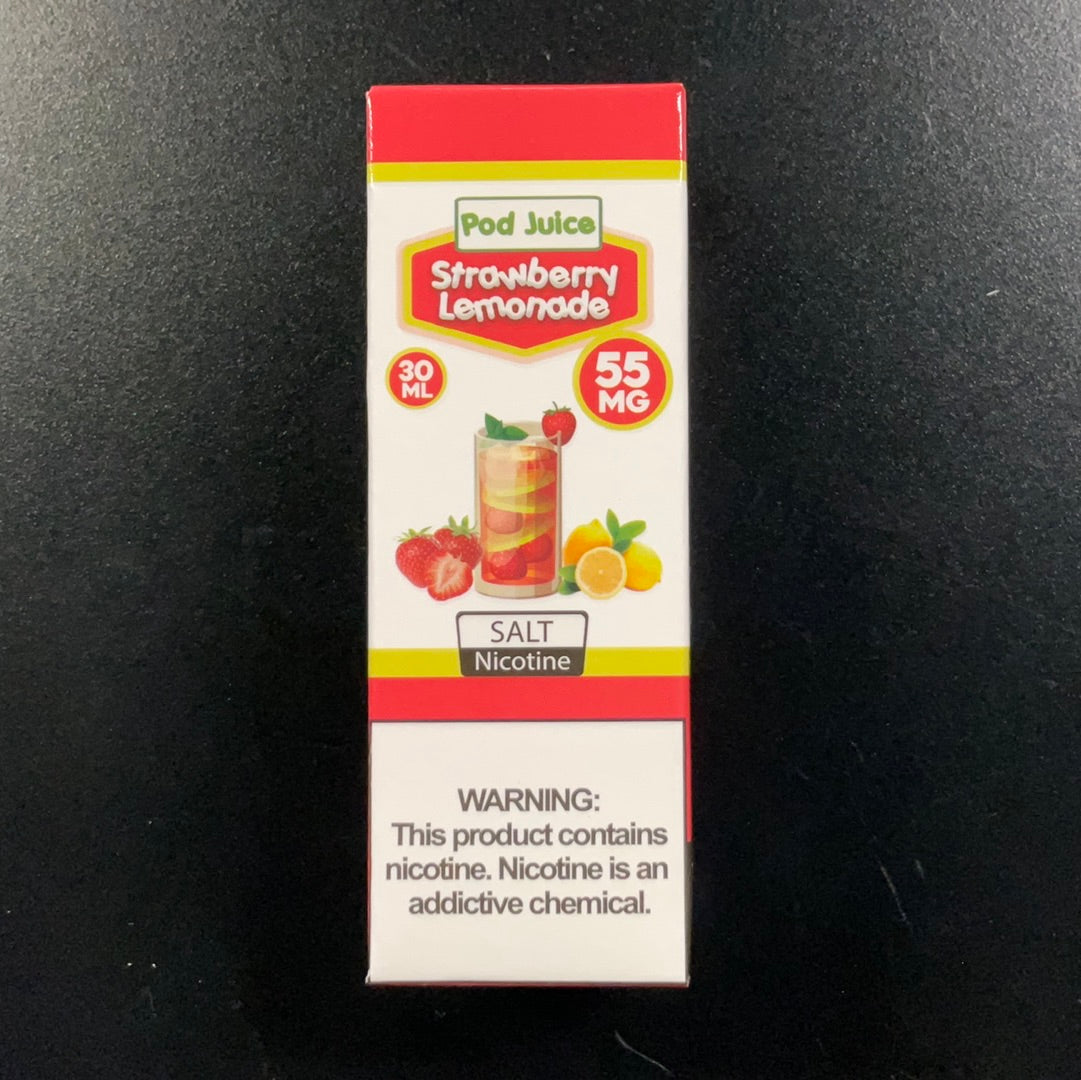 Pod Juice
Strawberry
Lemonade
30
ML
55
MG
SALT
Nicotine
WARNING:
This product contains
nicotine. Nicotine is an
addictive chemical.